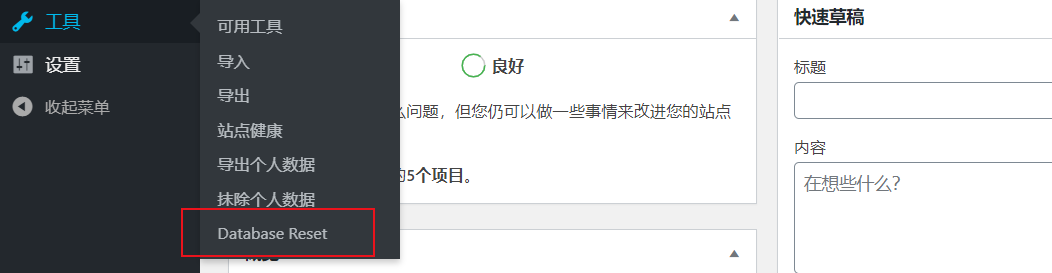 工具
设置
收起菜单
可用工具
导入
导出
站点健康
导出个人数据
抹除个人数据
Database Reset
良好
问题，但您仍可以做一些事情来改进您的站点
的5个项目。
快速草稿
标题
内容
在想些什么？